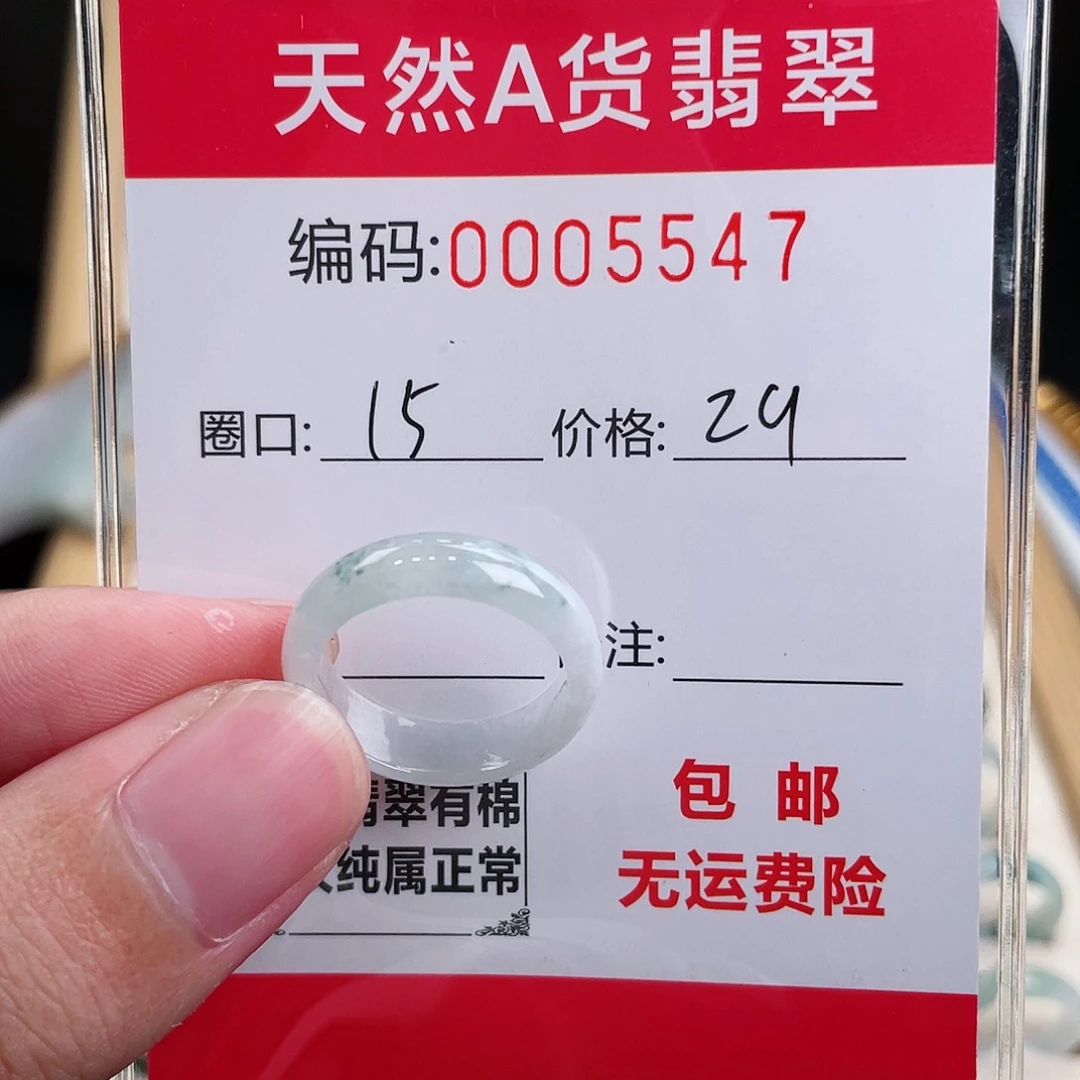 天然A货翡翠
编码:0005547
圈口: 15 价格: 29
注:
翠有棉
纯属正常
包 邮
无运费险